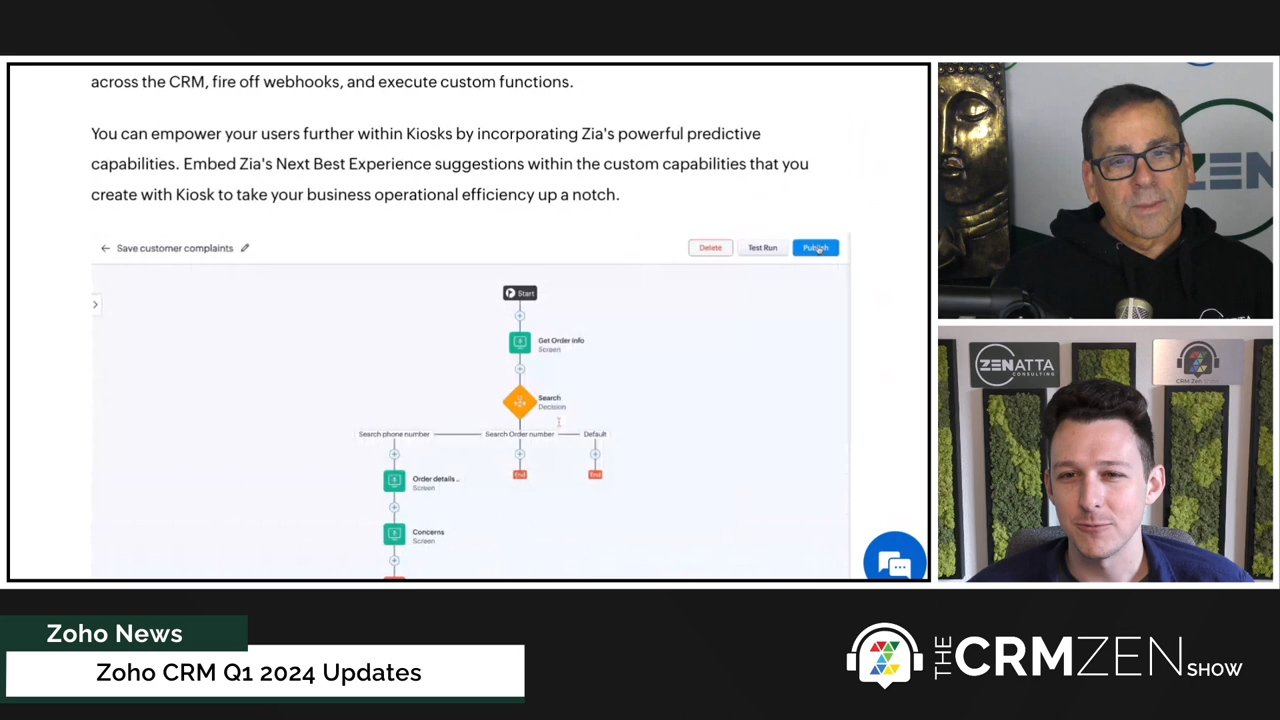 across the CRM, fire off webhooks, and execute custom functions.
You can empower your users further within Kiosks by incorporating Zia's powerful predictive
capabilities. Embed Zia's Next Best Experience suggestions within the custom capabilities that you
create with Kiosk to take your business operational efficiency up a notch.
Save customer complaints
Delete
Test Run
Publish
Start
Get Order info
Screen
Search
Decision
Search phone number
Search Order number
Default
Order details ..
Screen
End
End
Concerns
Screen
ZEN
ZENATTA
CONSULTING
CRM Zen
Zoho News
Zoho CRM Q1 2024 Updates
THE CRMZEN SHOW